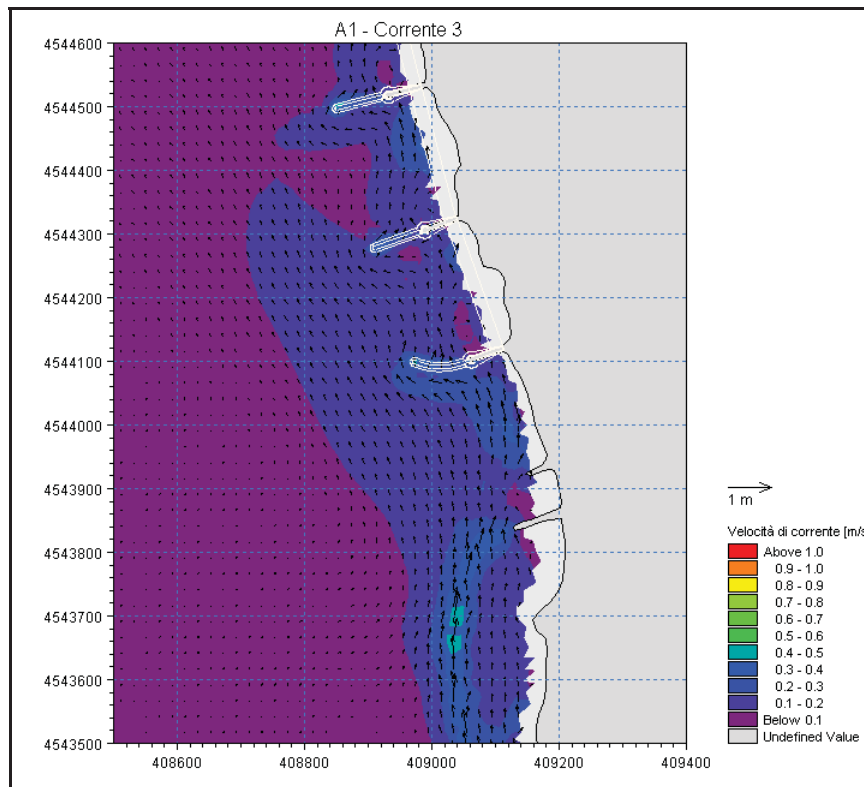 A1 - Corrente 3
4544600
4544500
4544400
4544300
4544200
4544100
4544000
4543900
4543800
4543700
4543600
4543500
408600 408800 409000 409200 409400
1 m
Velocità di corrente [m/s
Above 1.0
0.9 - 1.0
0.8 - 0.9
0.7 - 0.8
0.6 - 0.7
0.5 - 0.6
0.4 - 0.5
0.3 - 0.4
0.2 - 0.3
0.1 - 0.2
Below 0.1
Undefined Value